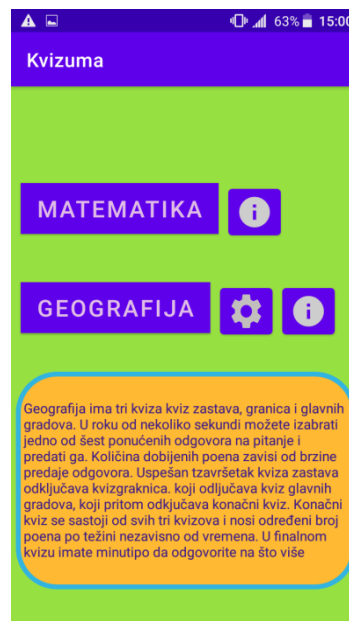 63% 15:00
Kvizuma
MATEMATIKA
GEOGRAFIJA
Geografija ima tri kviza kviz zastava, granica i glavnih
gradova. U roku od nekoliko sekundi možete izabrati
jedno od šest ponućenih odgovora na pitanje i
predati ga. Količina dobijenih poena zavisi od brzine
predaje odgovora. Uspešan tzavršetak kviza zastava
odključava kvizgraknica. koji odljučava kviz glavnih
gradova, koji pritom odkjučava konačni kviz. Konačni
kviz se sastoji od svih tri kvizova i nosi određeni broj
poena po težini nezavisno od vremena. U finalnom
kvizu imate minutipo da odgovorite na što više